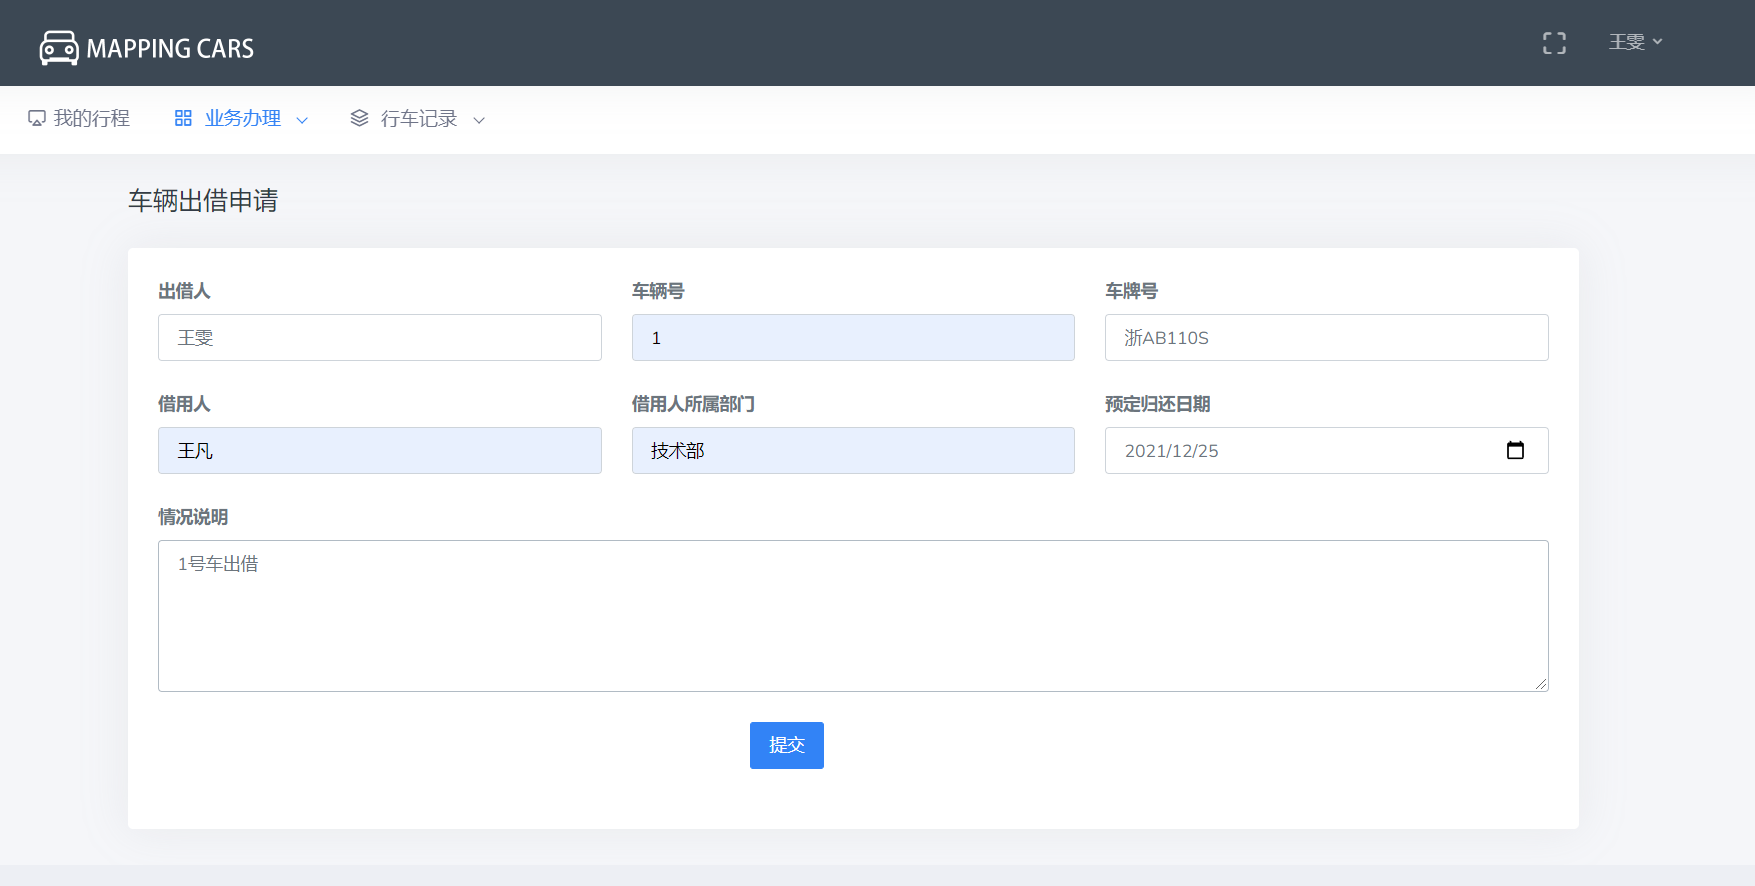 MAPPING CARS
王雯
我的行程 业务办理 行车记录
车辆出借申请
出借人 车辆号 车牌号
王雯 1 浙AB110S
借用人 借用人所属部门 预定归还日期
王凡 技术部 2021/12/25
情况说明
1号车出借
提交